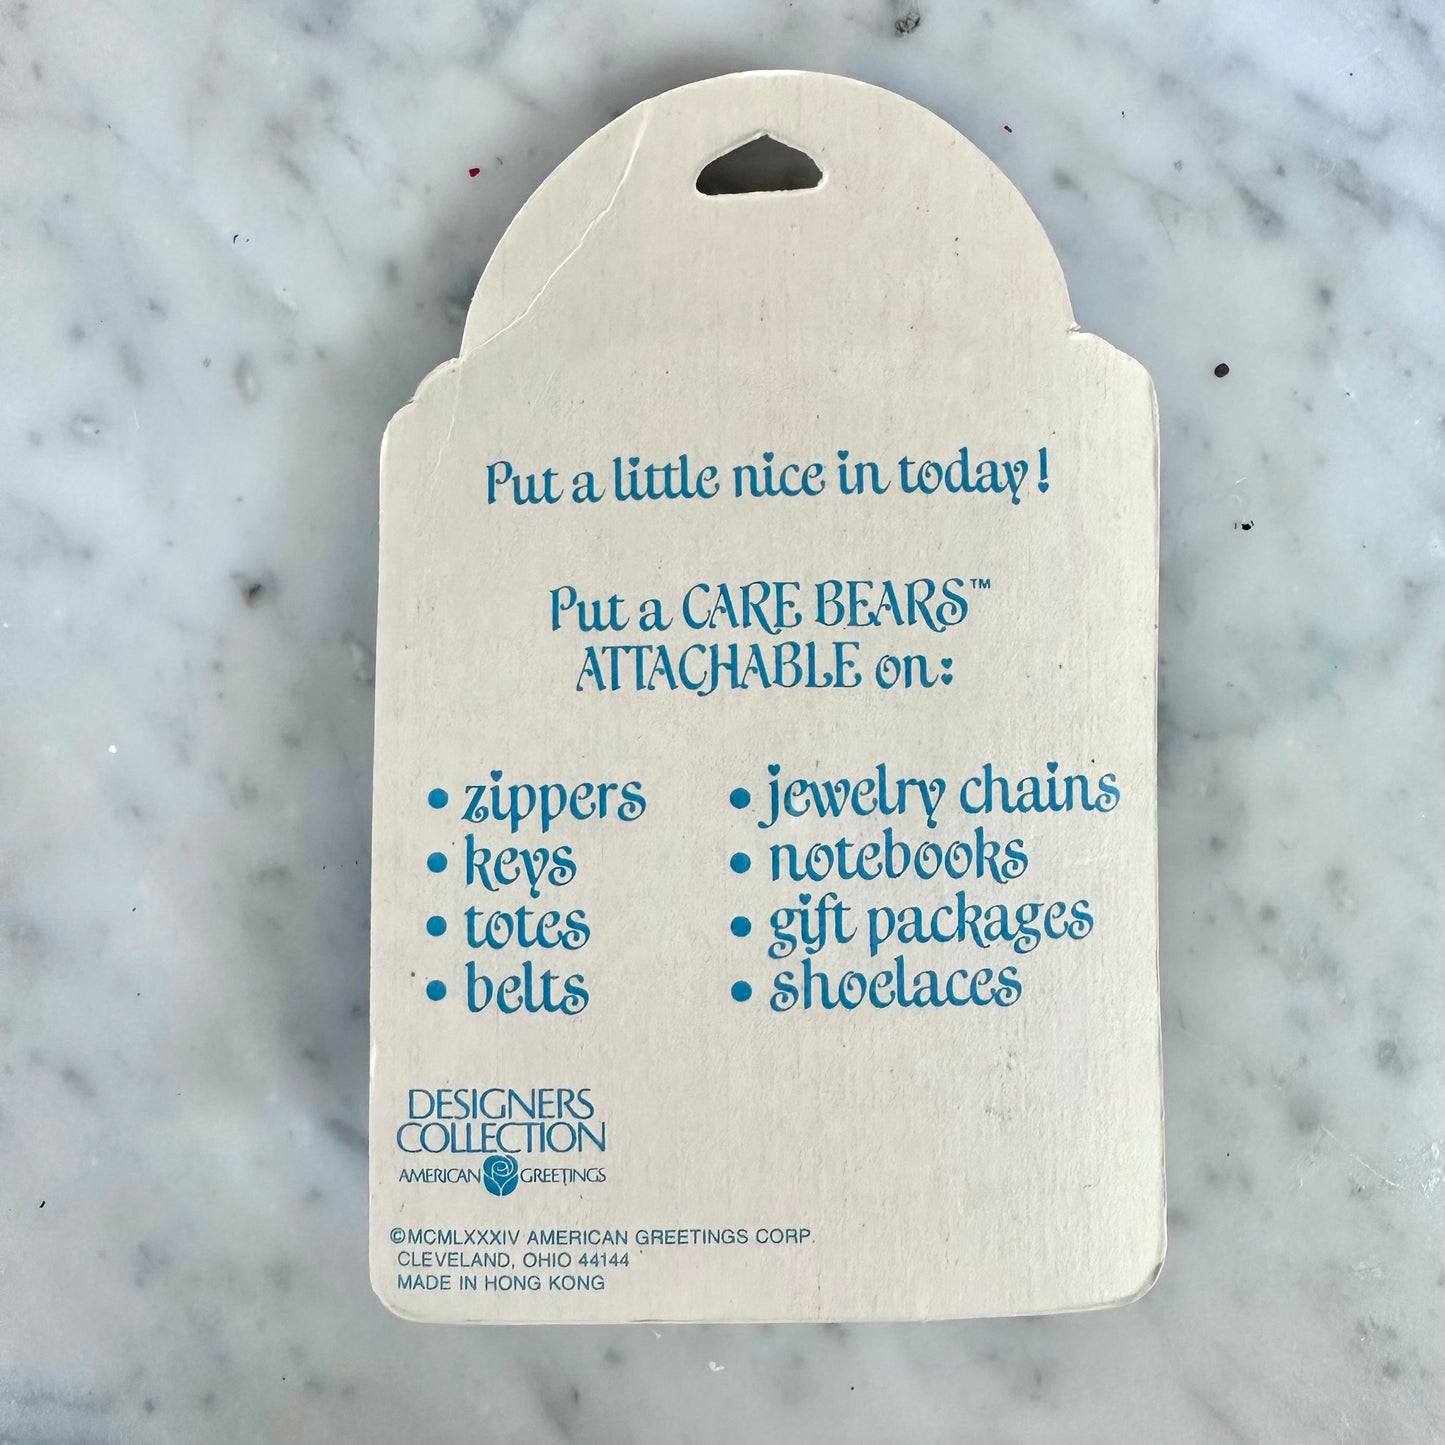 Put a little nice in today!
Put a CARE BEARS™
ATTACHABLE on:
• zippers
• keys
• totes
• belts
• jewelry chains
• notebooks
• gift packages
• shoelaces
DESIGNERS
COLLECTION
AMERICAN GREETINGS
©MCMLXXXIV AMERICAN GREETINGS CORP.
CLEVELAND, OHIO 44144
MADE IN HONG KONG